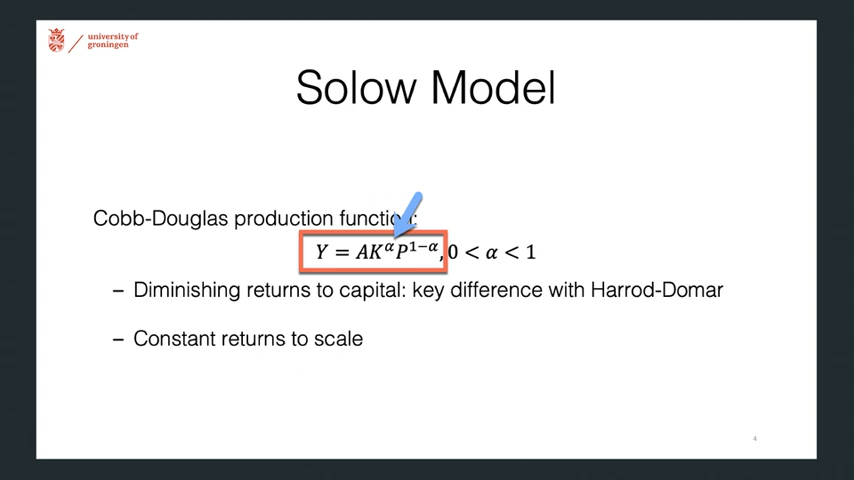 university of
groningen
Solow Model
Cobb-Douglas production function:
Y = AK^α P^{1−α}, 0 < α < 1
– Diminishing returns to capital: key difference with Harrod-Domar
– Constant returns to scale
4